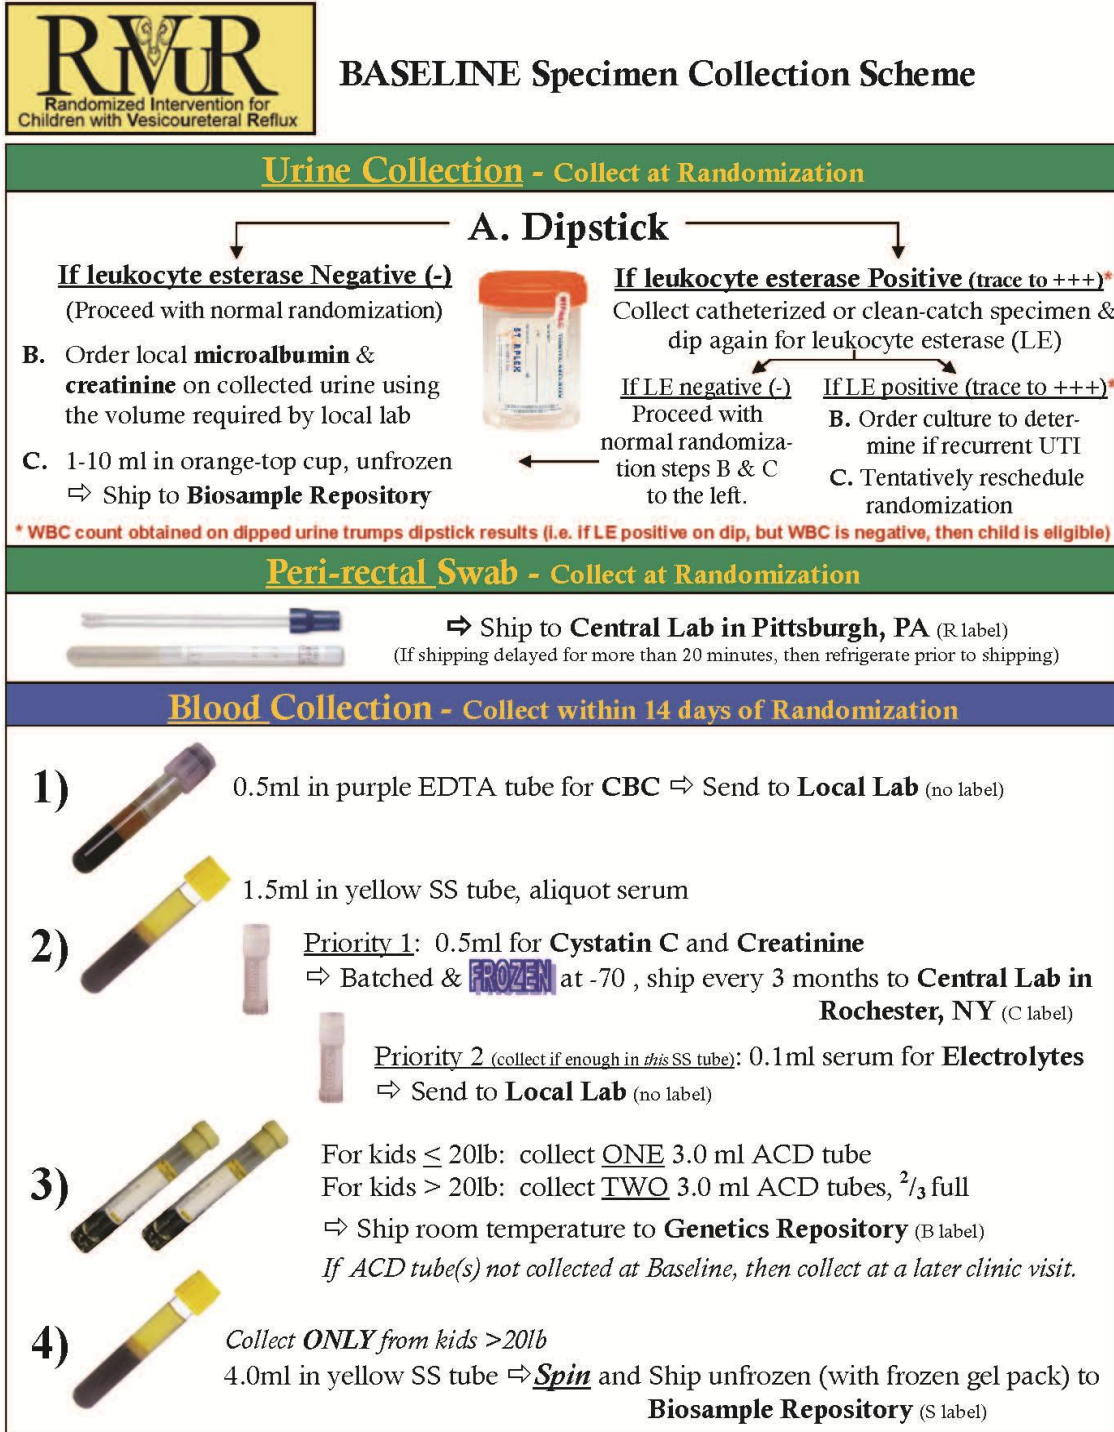 RIVUR
Randomized Intervention for
Children with Vesicoureteral Reflux
BASELINE Specimen Collection Scheme
Urine Collection - Collect at Randomization
A. Dipstick
If leukocyte esterase Negative (-)
(Proceed with normal randomization)
B. Order local microalbumin &
creatinine on collected urine using
the volume required by local lab
C. 1-10 ml in orange-top cup, unfrozen
⇨ Ship to Biosample Repository
STARPLEX
If leukocyte esterase Positive (trace to +++)*
Collect catheterized or clean-catch specimen &
dip again for leukocyte esterase (LE)
If LE negative (-)
Proceed with
normal randomiza-
tion steps B & C
to the left.
If LE positive (trace to +++)*
B. Order culture to deter-
mine if recurrent UTI
C. Tentatively reschedule
randomization
* WBC count obtained on dipped urine trumps dipstick results (i.e. if LE positive on dip, but WBC is negative, then child is eligible)
Peri-rectal Swab - Collect at Randomization
⇨ Ship to Central Lab in Pittsburgh, PA (R label)
(If shipping delayed for more than 20 minutes, then refrigerate prior to shipping)
Blood Collection - Collect within 14 days of Randomization
1) 0.5ml in purple EDTA tube for CBC ⇨ Send to Local Lab (no label)
1.5ml in yellow SS tube, aliquot serum
2) Priority 1: 0.5ml for Cystatin C and Creatinine
⇨ Batched & FROZEN at -70 , ship every 3 months to Central Lab in
Rochester, NY (C label)
Priority 2 (collect if enough in this SS tube): 0.1ml serum for Electrolytes
⇨ Send to Local Lab (no label)
3) For kids ≤ 20lb: collect ONE 3.0 ml ACD tube
For kids > 20lb: collect TWO 3.0 ml ACD tubes, 2/3 full
⇨ Ship room temperature to Genetics Repository (B label)
If ACD tube(s) not collected at Baseline, then collect at a later clinic visit.
4) Collect ONLY from kids >20lb
4.0ml in yellow SS tube ⇨Spin and Ship unfrozen (with frozen gel pack) to
Biosample Repository (S label)